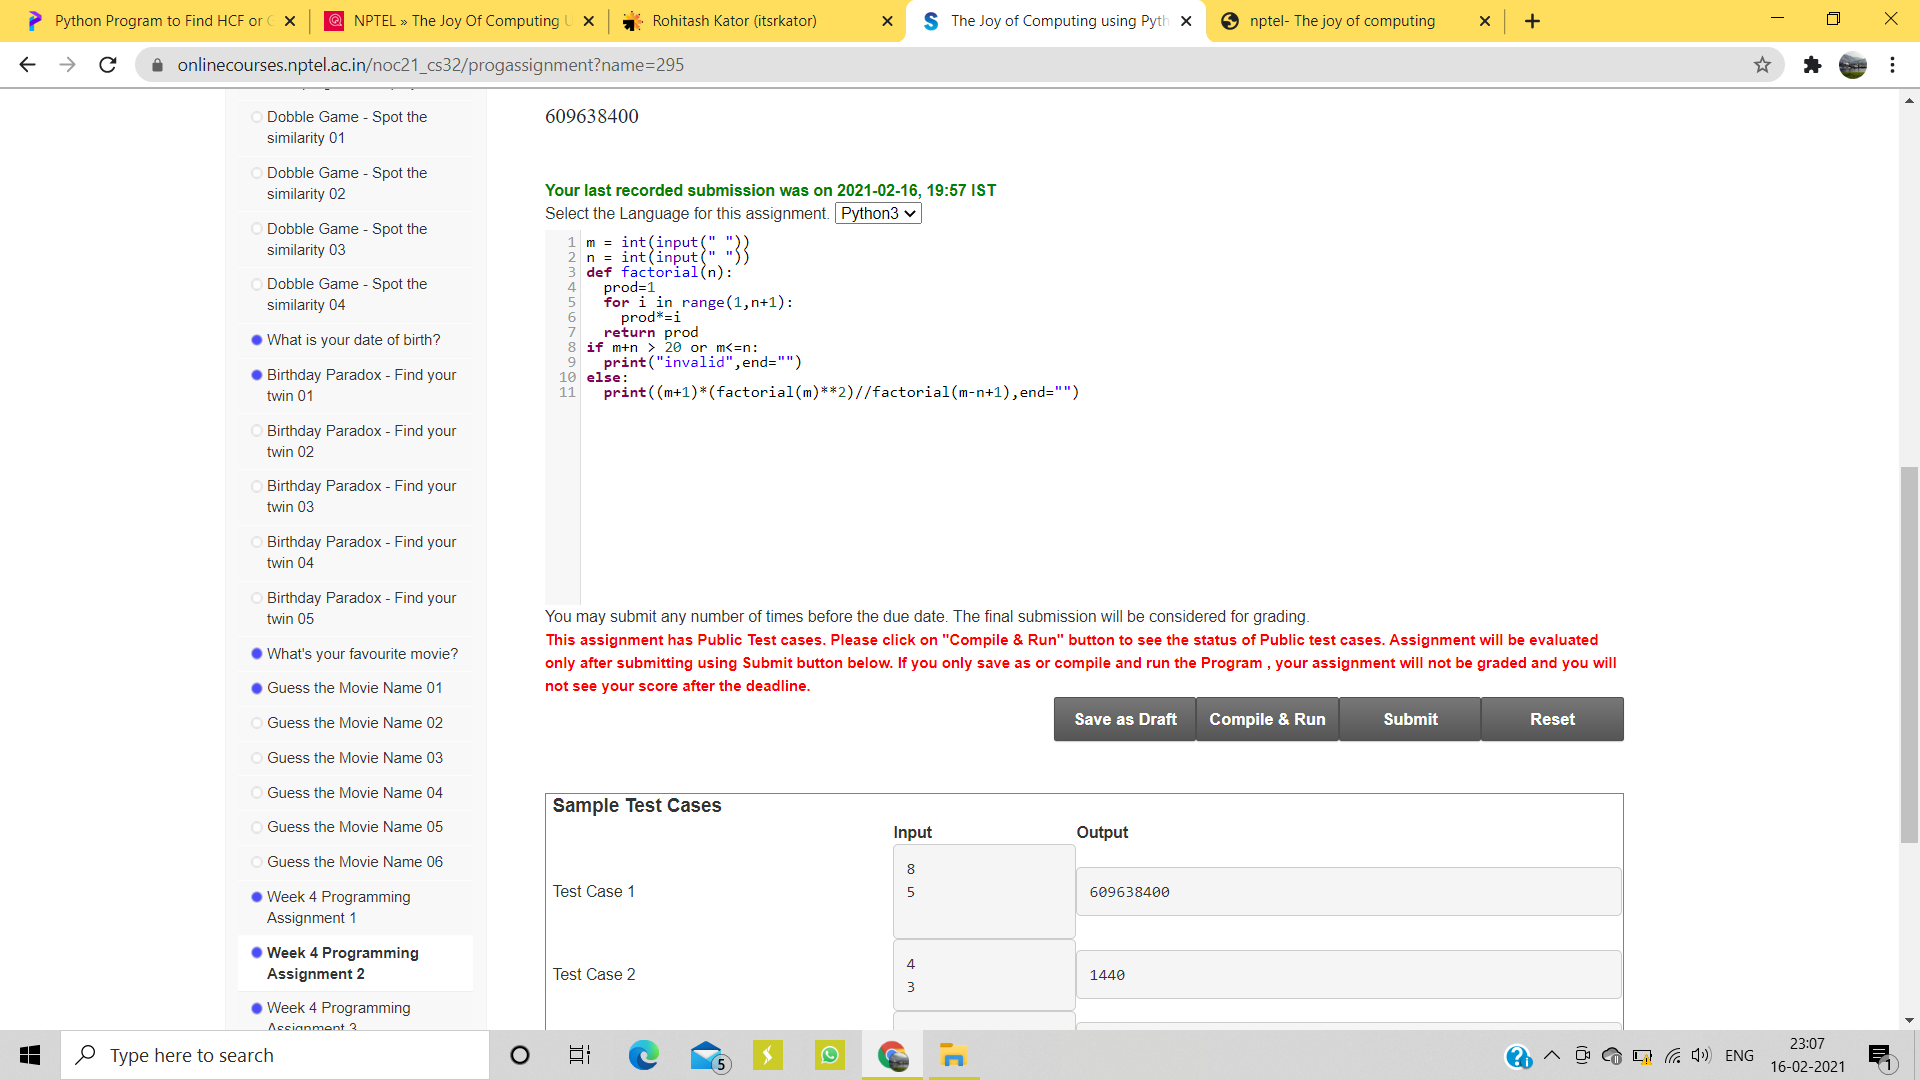 Python Program to Find HCF or
NPTEL » The Joy Of Computing
Rohitash Kator (itsrkator)
The Joy of Computing using Pyth
nptel- The joy of computing
onlinecourses.nptel.ac.in/noc21_cs32/progassignment?name=295
Dobble Game - Spot the
similarity 01
Dobble Game - Spot the
similarity 02
Dobble Game - Spot the
similarity 03
Dobble Game - Spot the
similarity 04
What is your date of birth?
Birthday Paradox - Find your
twin 01
Birthday Paradox - Find your
twin 02
Birthday Paradox - Find your
twin 03
Birthday Paradox - Find your
twin 04
Birthday Paradox - Find your
twin 05
What's your favourite movie?
Guess the Movie Name 01
Guess the Movie Name 02
Guess the Movie Name 03
Guess the Movie Name 04
Guess the Movie Name 05
Guess the Movie Name 06
Week 4 Programming
Assignment 1
Week 4 Programming
Assignment 2
Week 4 Programming
Assignment 3
609638400
Your last recorded submission was on 2021-02-16, 19:57 IST
Select the Language for this assignment. Python3
1 m = int(input(" "))
2 n = int(input(" "))
3 def factorial(n):
4   prod=1
5   for i in range(1,n+1):
6     prod*=i
7   return prod
8 if m+n > 20 or m<=n:
9   print("invalid",end="")
10 else:
11   print((m+1)*(factorial(m)**2)//factorial(m-n+1),end="")
You may submit any number of times before the due date. The final submission will be considered for grading.
This assignment has Public Test cases. Please click on "Compile & Run" button to see the status of Public test cases. Assignment will be evaluated
only after submitting using Submit button below. If you only save as or compile and run the Program , your assignment will not be graded and you will
not see your score after the deadline.
Save as Draft Compile & Run Submit Reset
Sample Test Cases
Input Output
Test Case 1
8
5
609638400
Test Case 2
4
3
1440
Type here to search
5
ENG
23:07
16-02-2021
1